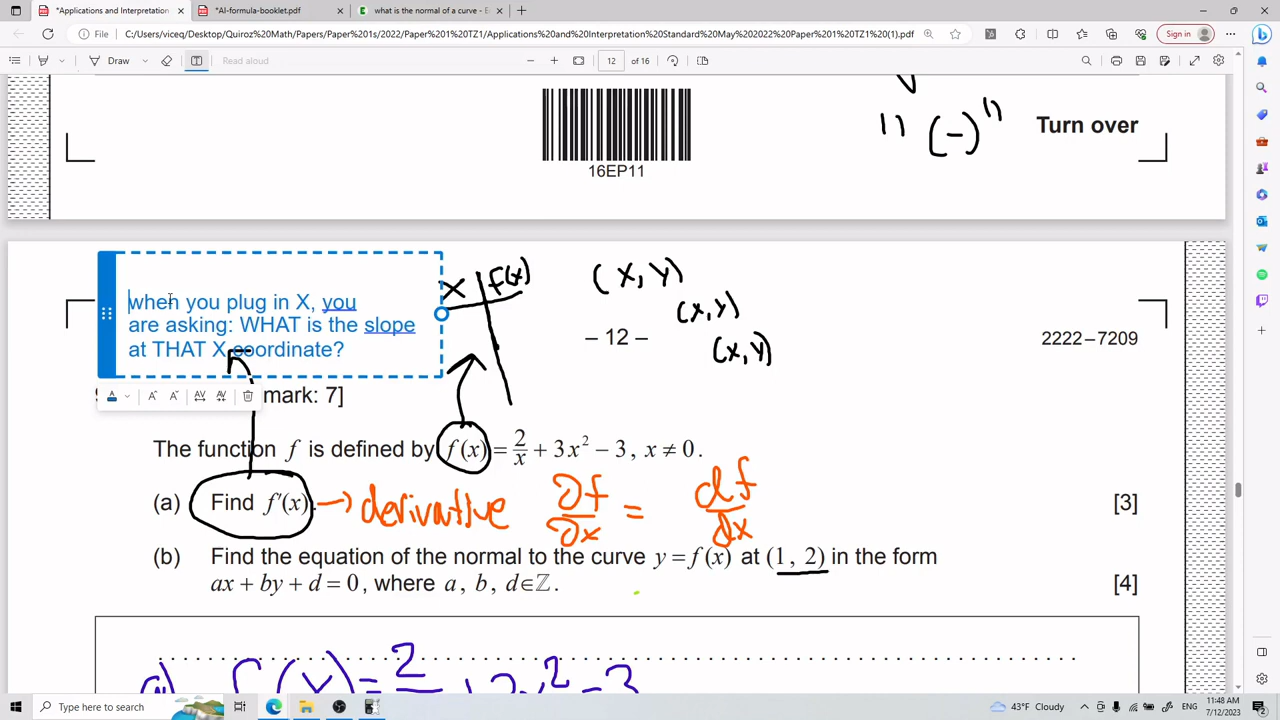 *Applications and Interpretation
*AI-formula-booklet.pdf
what is the normal of a curve - B
File
C:/Users/viceq/Desktop/Quiroz%20Math/Papers/Paper%201s/2022/Paper%201%20TZ1/Applications%20and%20Interpretation%20Standard%20May%202022%20Paper%201%20TZ1%20(1).pdf
Sign in
Draw
Read aloud
12 of 16
16EP11
" (-) "
Turn over
when you plug in X, you
are asking: WHAT is the slope
at THAT X coordinate?
X f(x)
(X, Y)
(X, Y)
(X, Y)
– 12 –
2222–7209
mark: 7]
The function f is defined by f(x) = 2/x + 3x² − 3, x ≠ 0.
(a) Find f′(x). → derivative ∂f/∂x = df/dx [3]
(b) Find the equation of the normal to the curve y = f(x) at (1, 2) in the form
ax + by + d = 0, where a, b, d∈ℤ. [4]
Type here to search
43°F Cloudy
11:48 AM
7/12/2023